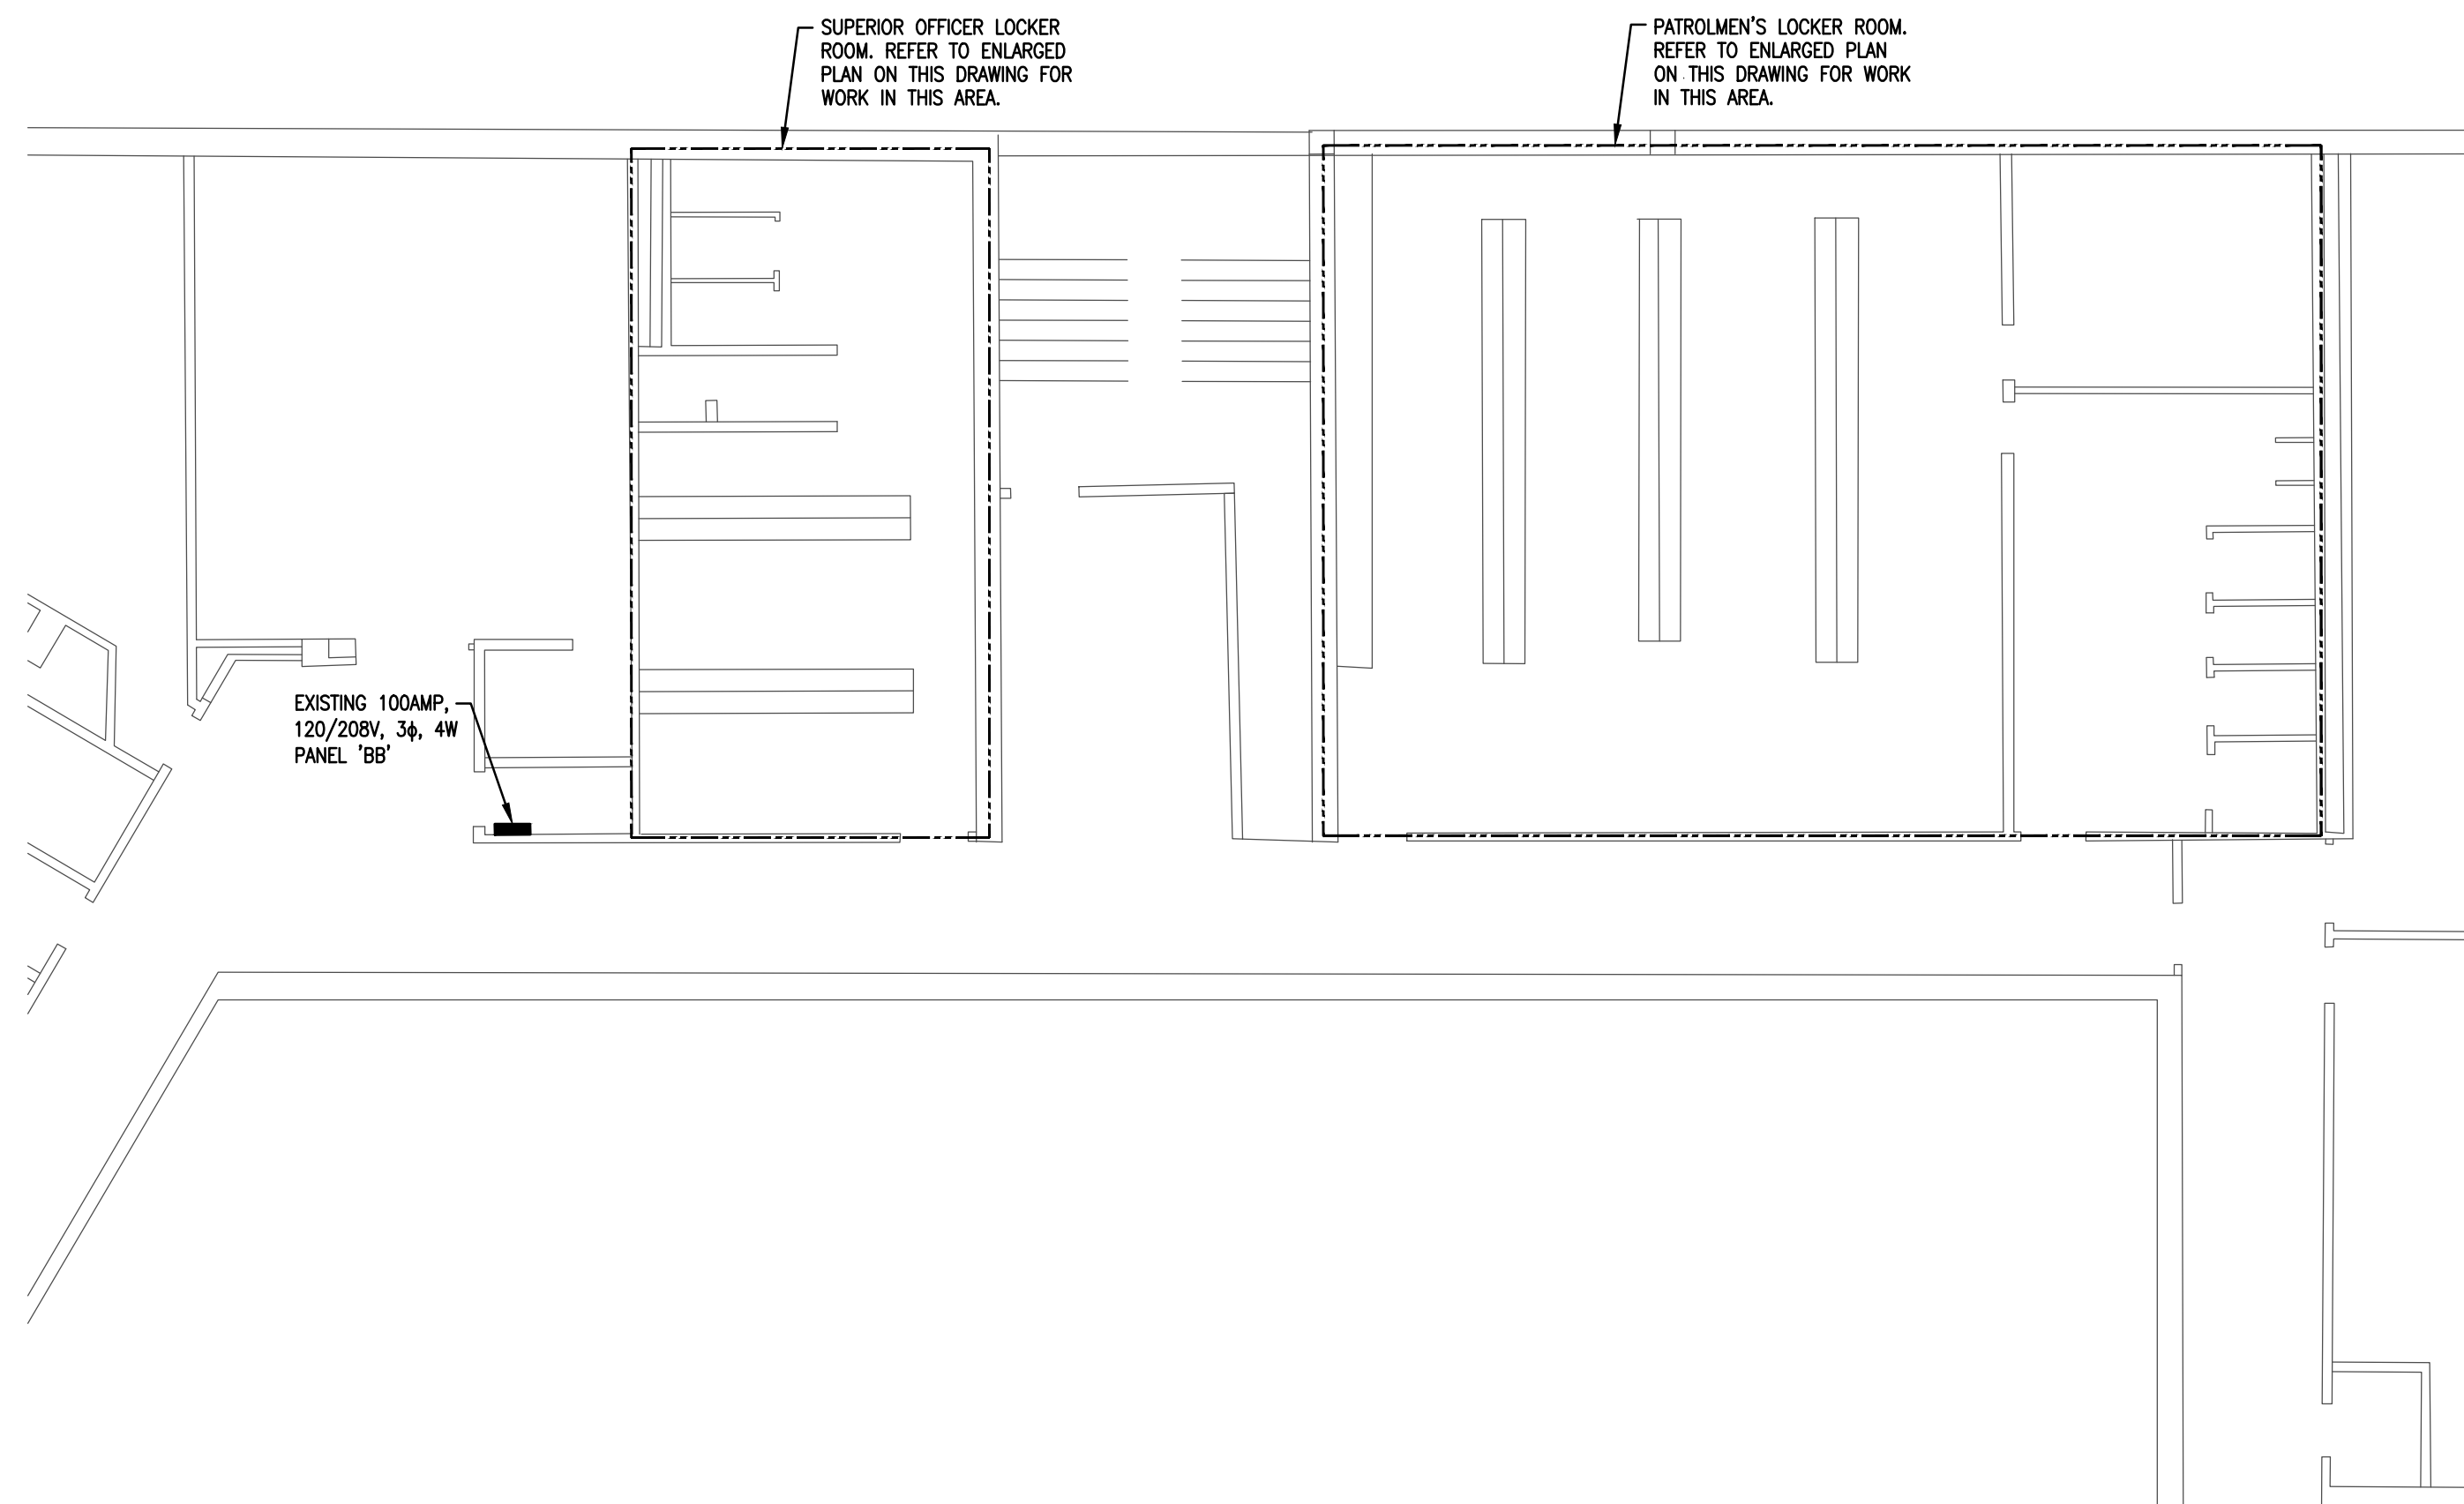 SUPERIOR OFFICER LOCKER
ROOM. REFER TO ENLARGED
PLAN ON THIS DRAWING FOR
WORK IN THIS AREA.
PATROLMEN'S LOCKER ROOM.
REFER TO ENLARGED PLAN
ON THIS DRAWING FOR WORK
IN THIS AREA.
EXISTING 100AMP,
120/208V, 3ϕ, 4W
PANEL 'BB'